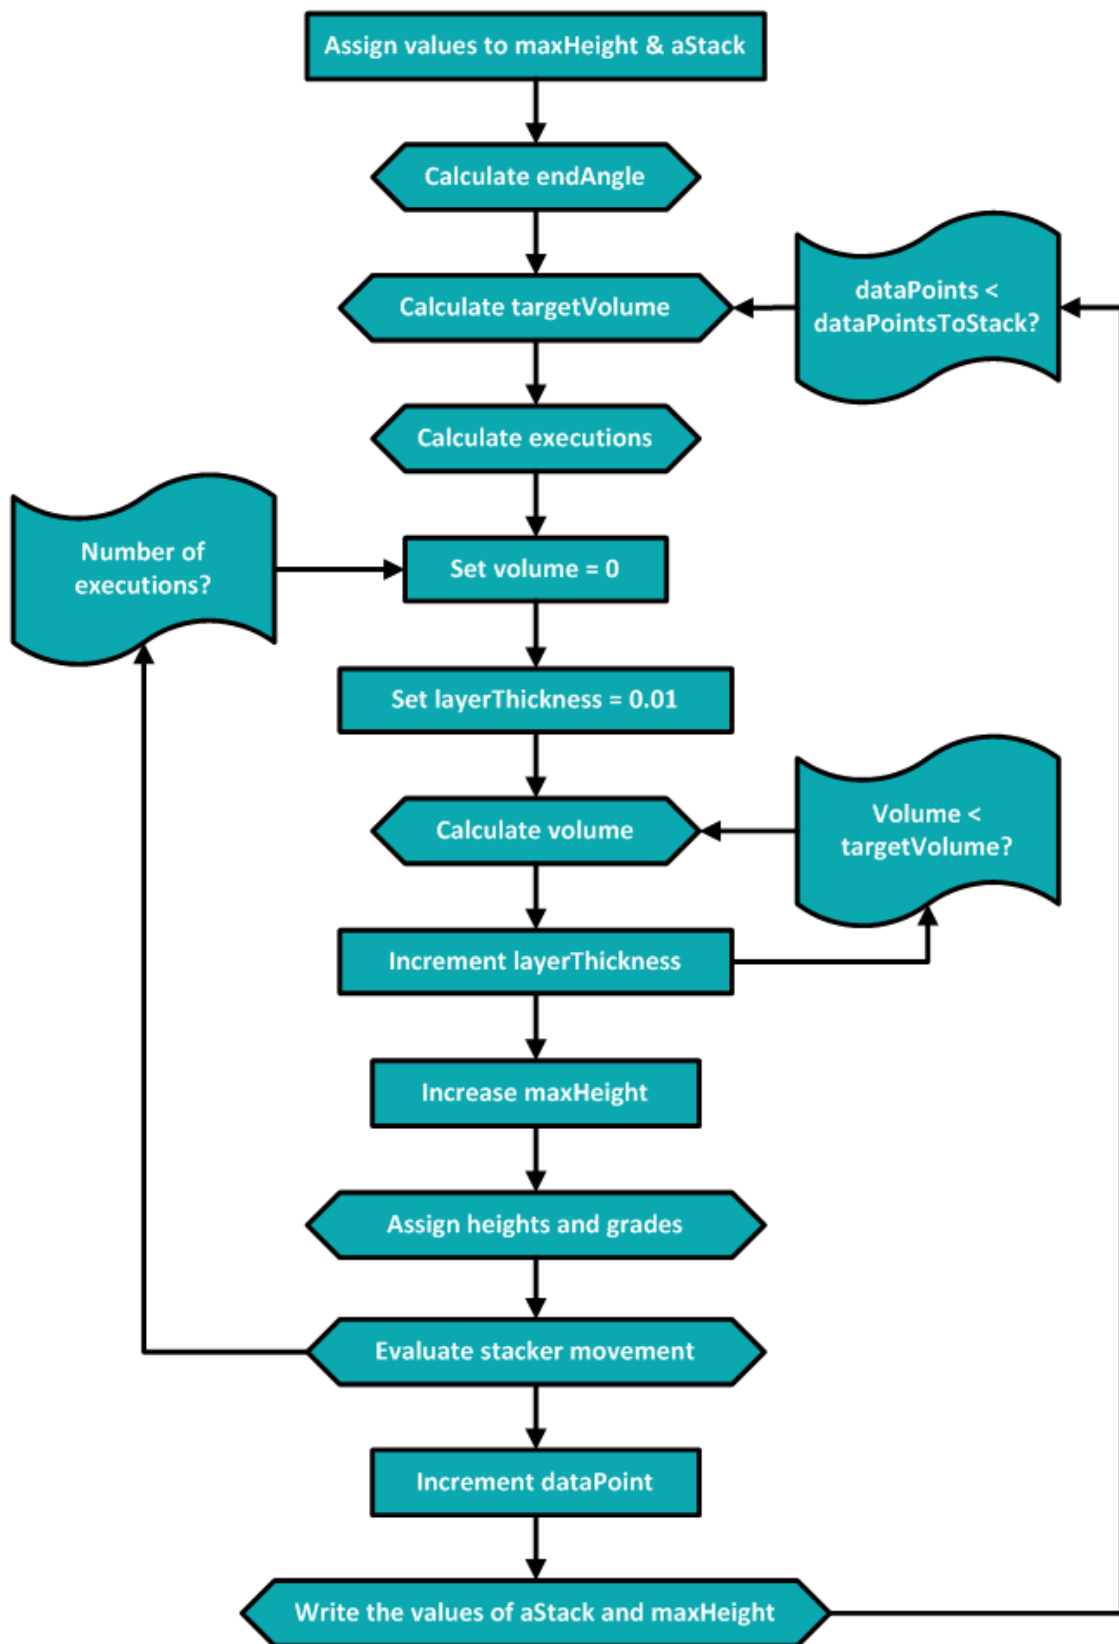 Assign values to maxHeight & aStack
Calculate endAngle
dataPoints <
dataPointsToStack?
Calculate targetVolume
Calculate executions
Number of
executions?
Set volume = 0
Set layerThickness = 0.01
Volume <
targetVolume?
Calculate volume
Increment layerThickness
Increase maxHeight
Assign heights and grades
Evaluate stacker movement
Increment dataPoint
Write the values of aStack and maxHeight